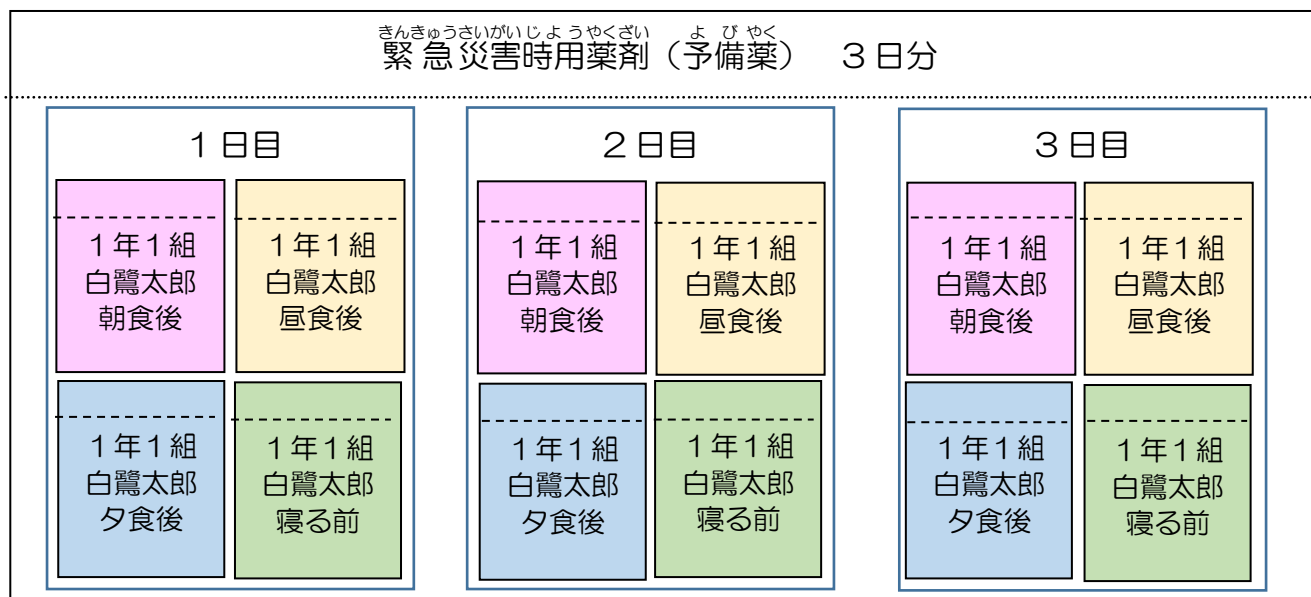 きんきゅうさいがいじようやくざい　よびやく
緊急災害時用薬剤（予備薬）　３日分
１日目
１年１組
白鷺太郎
朝食後
１年１組
白鷺太郎
昼食後
１年１組
白鷺太郎
夕食後
１年１組
白鷺太郎
寝る前
２日目
１年１組
白鷺太郎
朝食後
１年１組
白鷺太郎
昼食後
１年１組
白鷺太郎
夕食後
１年１組
白鷺太郎
寝る前
３日目
１年１組
白鷺太郎
朝食後
１年１組
白鷺太郎
昼食後
１年１組
白鷺太郎
夕食後
１年１組
白鷺太郎
寝る前